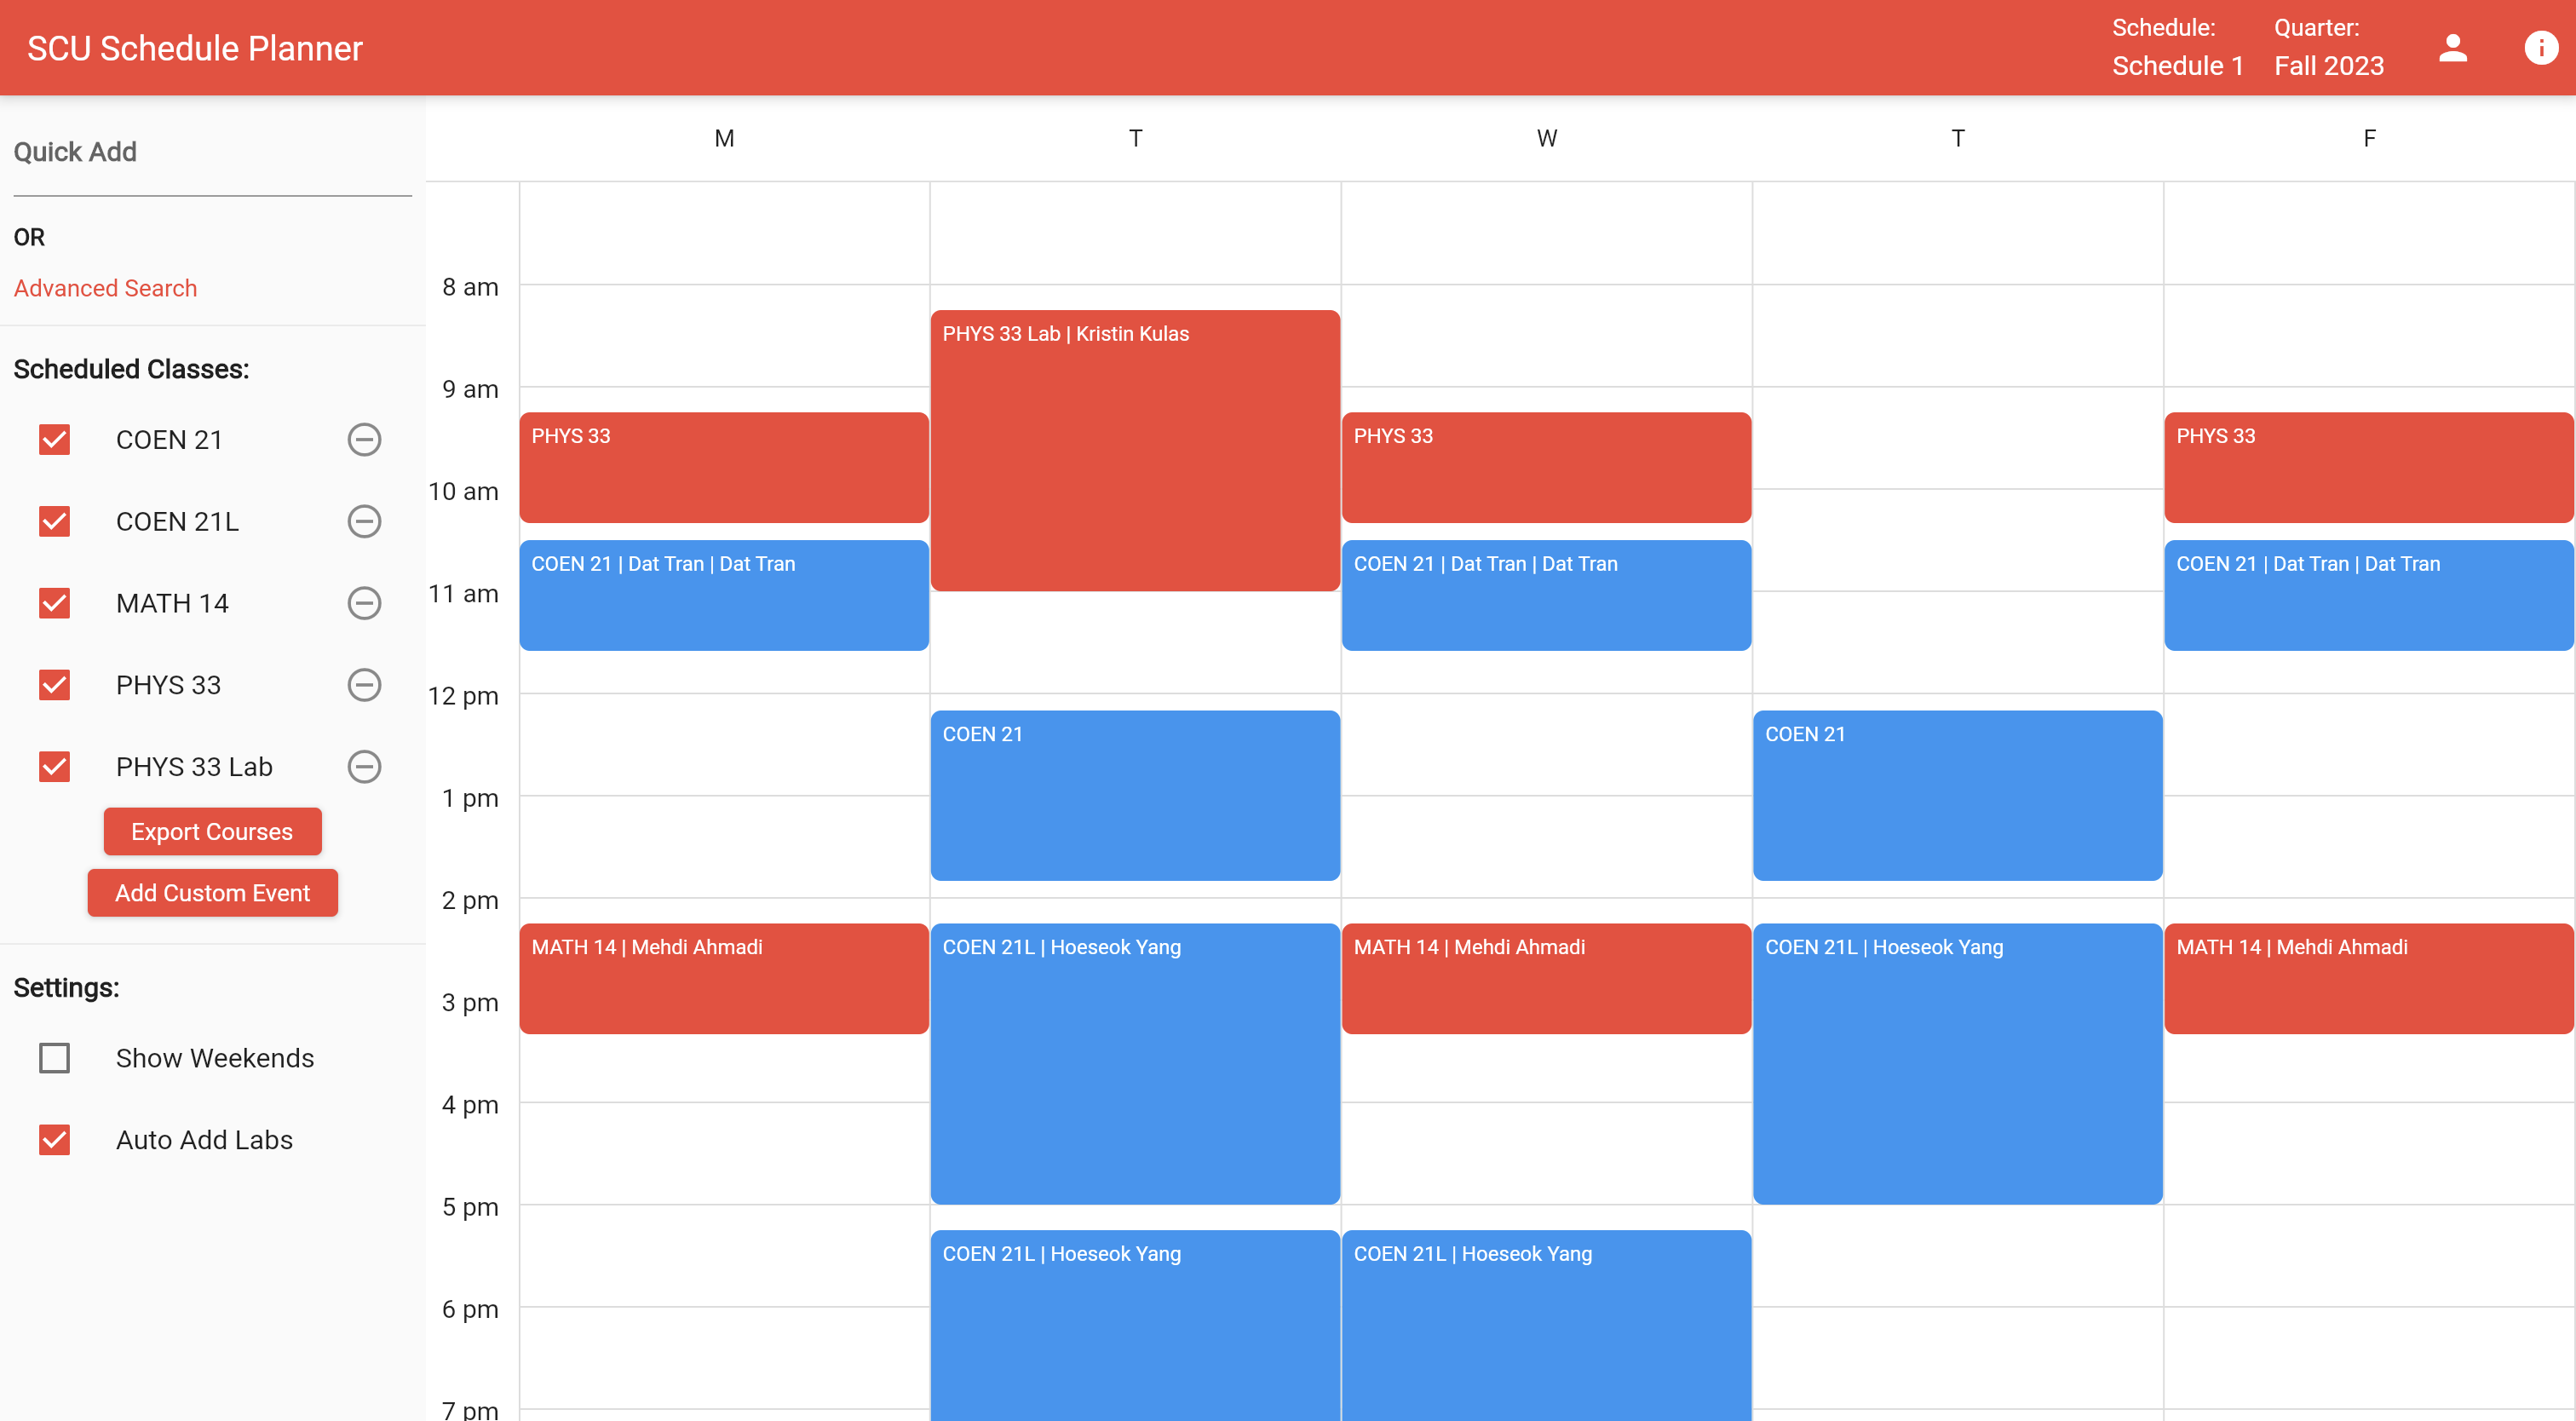 SCU Schedule Planner
Schedule:
Schedule 1
Quarter:
Fall 2023
Quick Add
OR
Advanced Search
Scheduled Classes:
COEN 21
COEN 21L
MATH 14
PHYS 33
PHYS 33 Lab
Export Courses
Add Custom Event
Settings:
Show Weekends
Auto Add Labs
M
T
W
T
F
8 am
9 am
10 am
11 am
12 pm
1 pm
2 pm
3 pm
4 pm
5 pm
6 pm
7 pm
PHYS 33
COEN 21 | Dat Tran | Dat Tran
MATH 14 | Mehdi Ahmadi
PHYS 33 Lab | Kristin Kulas
COEN 21
COEN 21L | Hoeseok Yang
COEN 21L | Hoeseok Yang
PHYS 33
COEN 21 | Dat Tran | Dat Tran
MATH 14 | Mehdi Ahmadi
COEN 21L | Hoeseok Yang
COEN 21
COEN 21L | Hoeseok Yang
PHYS 33
COEN 21 | Dat Tran | Dat Tran
MATH 14 | Mehdi Ahmadi